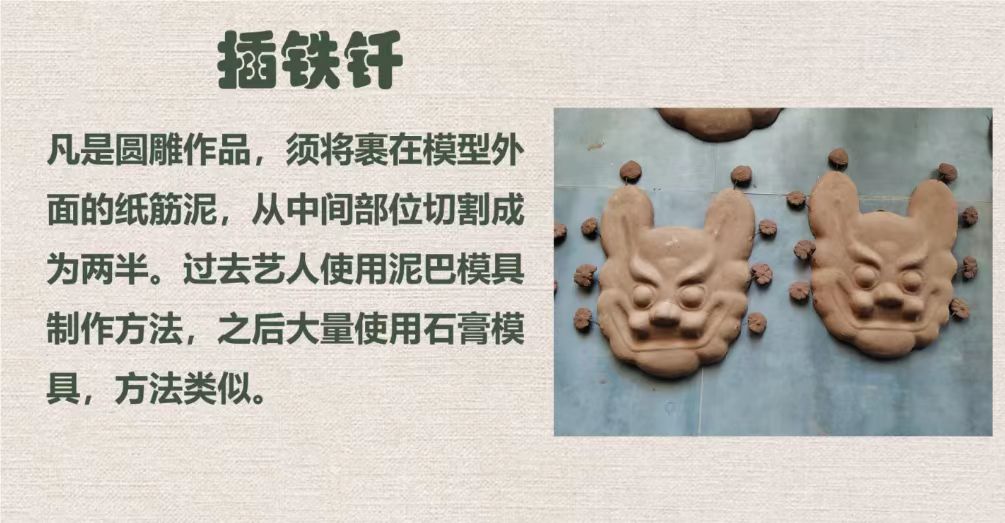 插铁钎
凡是圆雕作品，须将裹在模型外
面的纸筋泥，从中间部位切割成
为两半。过去艺人使用泥巴模具
制作方法，之后大量使用石膏模
具，方法类似。